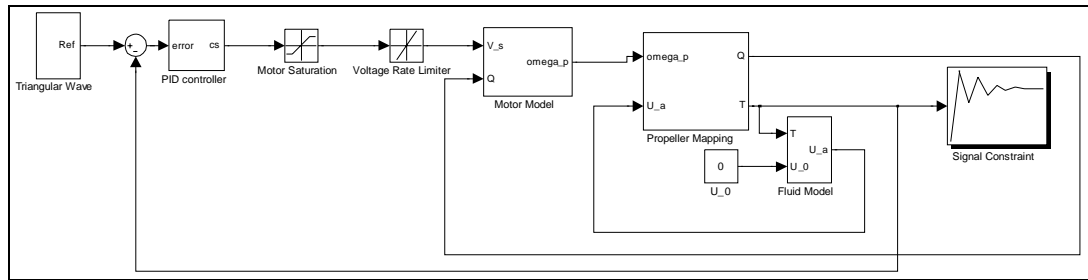 Ref
Triangular Wave
+
−
error
cs
PID controller
Motor Saturation
Voltage Rate Limiter
V_s
Q
omega_p
Motor Model
omega_p
U_a
Q
T
Propeller Mapping
0
U_0
T
U_0
U_a
Fluid Model
Signal Constraint